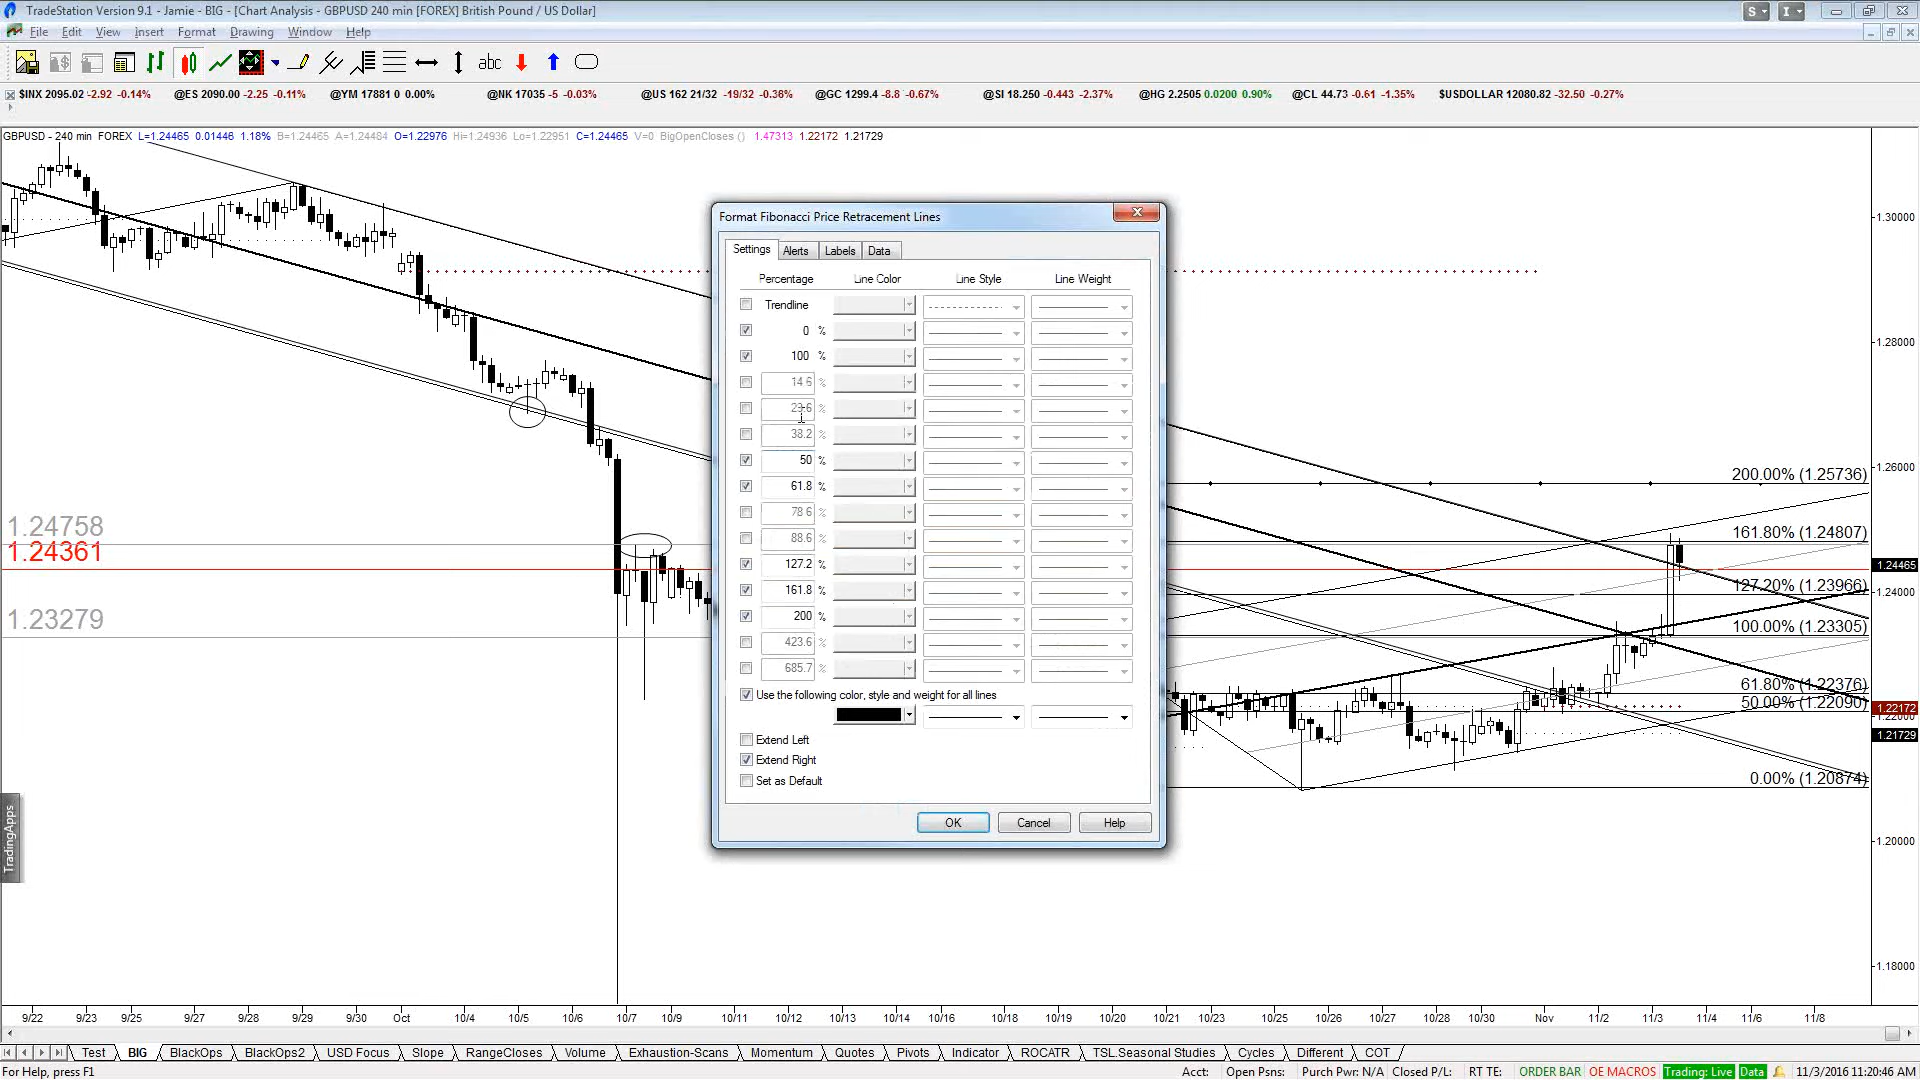 TradeStation Version 9.1 - Jamie - BIG - [Chart Analysis - GBPUSD 240 min [FOREX] British Pound / US Dollar]
S I
File Edit View Insert Format Drawing Window Help
abc
$INX 2095.02 -2.92 -0.14% @ES 2090.00 -2.25 -0.11% @YM 17881 0 0.00% @NK 17035 -5 -0.03% @US 162 21/32 -19/32 -0.36% @GC 1299.4 -8.8 -0.67% @SI 18.250 -0.443 -2.37% @HG 2.2505 0.0200 0.90% @CL 44.73 -0.61 -1.35% $USDOLLAR 12080.82 -32.50 -0.27%
GBPUSD - 240 min FOREX L=1.24465 0.01446 1.18% B=1.24465 A=1.24484 O=1.22976 Hi=1.24936 Lo=1.22951 C=1.24465 V=0 BigOpenCloses () 1.47313 1.22172 1.21729
Format Fibonacci Price Retracement Lines
Settings Alerts Labels Data
Percentage Line Color Line Style Line Weight
Trendline
0 %
100 %
14.6 %
23.6 %
38.2 %
50 %
61.8 %
78.6 %
88.6 %
127.2 %
161.8 %
200 %
423.6 %
685.7 %
Use the following color, style and weight for all lines
Extend Left
Extend Right
Set as Default
OK Cancel Help
1.24758
1.24361
1.23279
200.00% (1.25736)
161.80% (1.24807)
127.20% (1.23966)
100.00% (1.23305)
61.80% (1.22376)
50.00% (1.22090)
0.00% (1.20874)
1.30000
1.28000
1.26000
1.24465
1.24000
1.22172
1.21729
1.20000
1.18000
TradingApps
9/22 9/23 9/25 9/27 9/28 9/29 9/30 Oct 10/4 10/5 10/6 10/7 10/9 10/11 10/12 10/13 10/14 10/16 10/18 10/19 10/20 10/21 10/23 10/25 10/26 10/27 10/28 10/30 Nov 11/2 11/3 11/4 11/6 11/8
Test BIG BlackOps BlackOps2 USD Focus Slope RangeCloses Volume Exhaustion-Scans Momentum Quotes Pivots Indicator ROCATR TSL.Seasonal Studies Cycles Different COT
For Help, press F1 Acct: Open Psns: Purch Pwr: N/A Closed P/L: RT TE: ORDER BAR OE MACROS Trading: Live Data 11/3/2016 11:20:46 AM